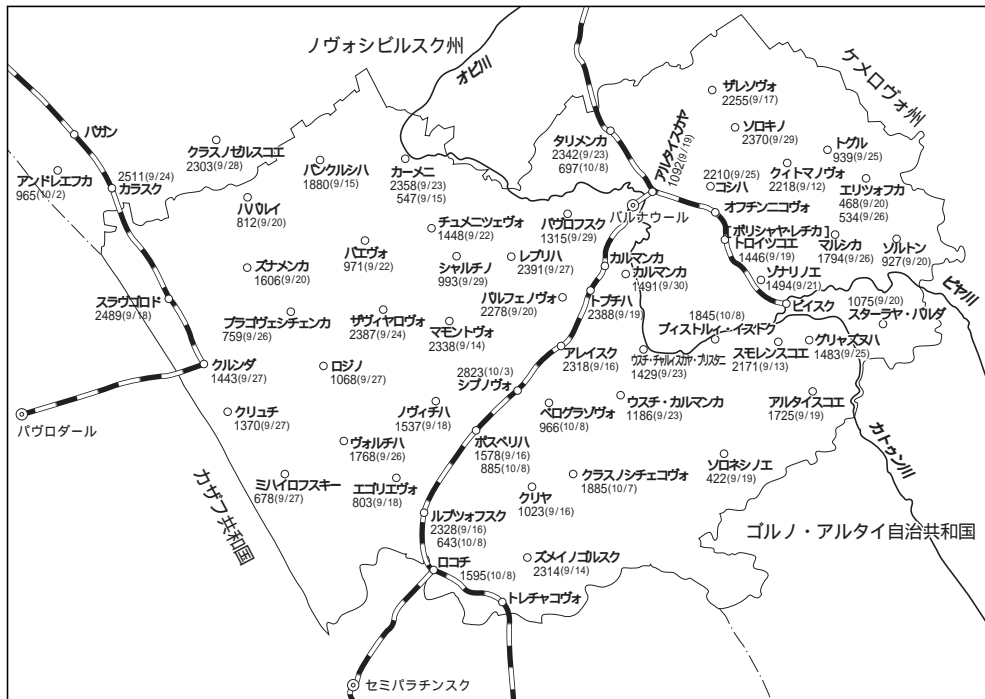 ノヴォシビルスク州
オビ川
ケメロヴォ州
バサン
アンドレエフカ
965(10/2)
2511(9/24)
カラスク
クラスノゼルスコエ
2303(9/28)
パンクルシハ
1880(9/15)
カーメニ
2358(9/23)
547(9/15)
タリメンカ
2342(9/23)
697(10/8)
アルタイスカヤ
1092(9/19)
ザレソヴォ
2255(9/17)
ソロキノ
2370(9/29)
トグル
939(9/25)
2210(9/25)
コシハ
クイトマノヴォ
2218(9/12)
エリツォフカ
468(9/20)
534(9/26)
ハバルイ
812(9/20)
チュメニツェヴォ
1448(9/22)
パヴロフスク
1315(9/29)
バルナウール
オフチンニコヴォ
[ボリシャヤ・レチカ]
トロイツコエ
1446(9/19)
マルシカ
1794(9/26)
ソルトン
927(9/20)
バエヴォ
971(9/22)
シャルチノ
993(9/29)
レブリハ
2391(9/27)
カルマンカ
カルマンカ
1491(9/30)
ゾナリノエ
1494(9/21)
ビヤ川
ズナメンカ
1606(9/20)
スラヴゴロド
2489(9/18)
パルフェノヴォ
2278(9/20)
トプチハ
2388(9/19)
ビイスク
1075(9/20)
スターラヤ・バルダ
ブラゴヴェシチェンカ
759(9/26)
ザヴィヤロヴォ
2387(9/24)
マモントヴォ
2338(9/14)
1845(10/8)
ブィストルィ・イストク
アレイスク
2318(9/16)
ウスチ・チャルィスカヤ・プリスタニ
1429(9/23)
スモレンスコエ
2171(9/13)
グリャズヌハ
1483(9/25)
クルンダ
1443(9/27)
ロジノ
1068(9/27)
2823(10/3)
シプノヴォ
パヴロダール
クリュチ
1370(9/27)
ノヴィチハ
1537(9/18)
ベログラゾヴォ
966(10/8)
ウスチ・カルマンカ
1186(9/23)
アルタイスコエ
1725(9/19)
カトゥン川
ヴォルチハ
1768(9/26)
ポスペリハ
1578(9/16)
885(10/8)
ソロネシノエ
422(9/19)
カザフ共和国
ミハイロフスキー
678(9/27)
エゴリエヴォ
803(9/18)
クリヤ
1023(9/16)
クラスノシチェコヴォ
1885(10/7)
ルブツォフスク
2328(9/16)
643(10/8)
ゴルノ・アルタイ自治共和国
ズメイノゴルスク
2314(9/14)
ロコチ
1595(10/8)
トレチャコヴォ
セミパラチンスク